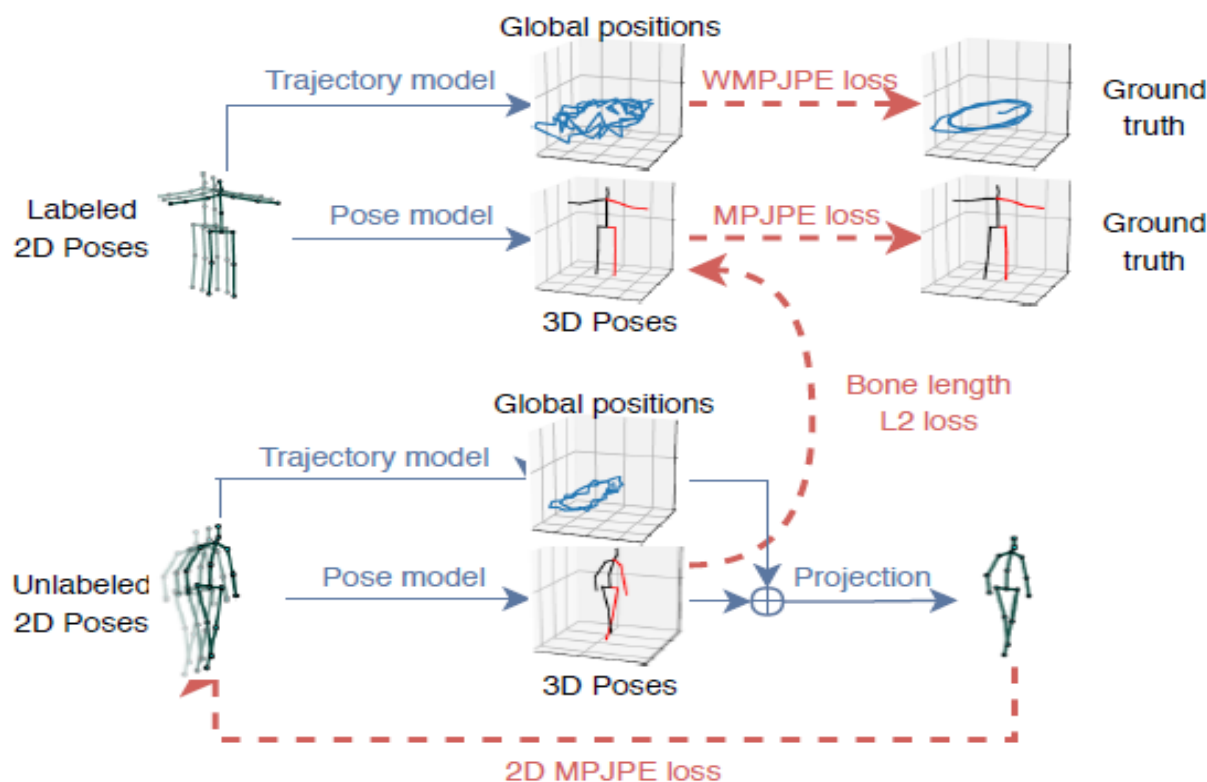 Global positions
Trajectory model
WMPJPE loss
Ground
truth
Labeled
2D Poses
Pose model
MPJPE loss
Ground
truth
3D Poses
Bone length
L2 loss
Global positions
Trajectory model
Unlabeled
2D Poses
Pose model
Projection
3D Poses
2D MPJPE loss